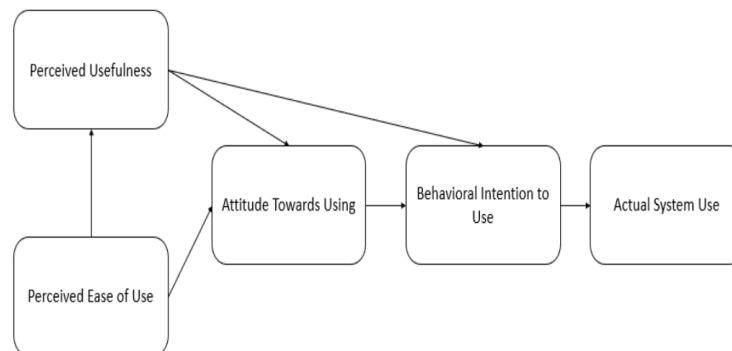 Perceived Usefulness
Attitude Towards Using
Behavioral Intention to
Use
Actual System Use
Perceived Ease of Use